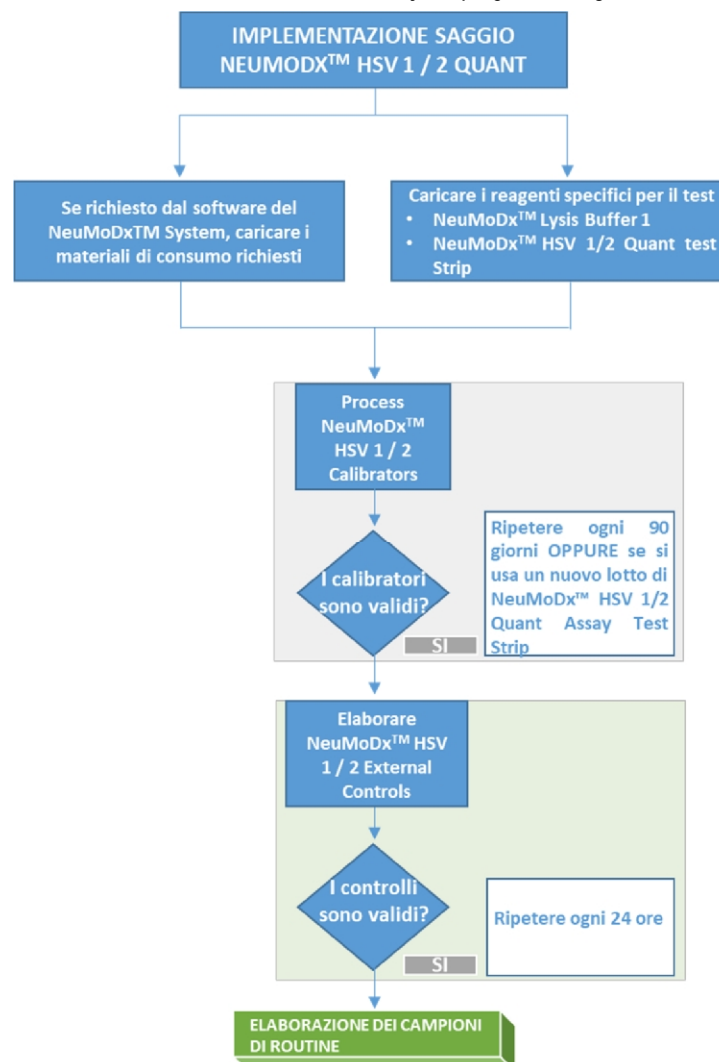 IMPLEMENTAZIONE SAGGIO
NEUMODX™ HSV 1 / 2 QUANT
Se richiesto dal software del
NeuMoDxTM System, caricare i
materiali di consumo richiesti
Caricare i reagenti specifici per il test
• NeuMoDx™ Lysis Buffer 1
• NeuMoDx™ HSV 1/2 Quant test
Strip
Process
NeuMoDx™
HSV 1 / 2
Calibrators
I calibratori
sono validi?
SI
Ripetere ogni 90
giorni OPPURE se si
usa un nuovo lotto di
NeuMoDx™ HSV 1/2
Quant Assay Test
Strip
Elaborare
NeuMoDx™ HSV
1 / 2 External
Controls
I controlli
sono validi?
SI
Ripetere ogni 24 ore
ELABORAZIONE DEI CAMPIONI
DI ROUTINE